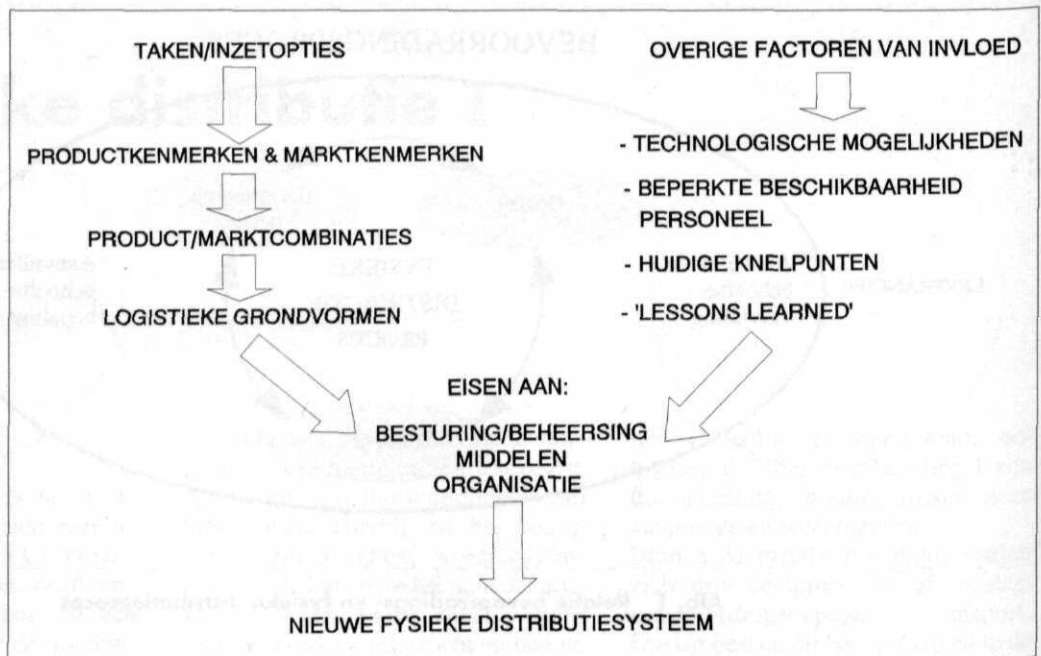 TAKEN/INZETOPTIES
PRODUCTKENMERKEN & MARKTKENMERKEN
PRODUCT/MARKTCOMBINATIES
LOGISTIEKE GRONDVORMEN
OVERIGE FACTOREN VAN INVLOED
- TECHNOLOGISCHE MOGELIJKHEDEN
- BEPERKTE BESCHIKBAARHEID
PERSONEEL
- HUIDIGE KNELPUNTEN
- 'LESSONS LEARNED'
EISEN AAN:
BESTURING/BEHEERSING
MIDDELEN
ORGANISATIE
NIEUWE FYSIEKE DISTRIBUTIESYSTEEM